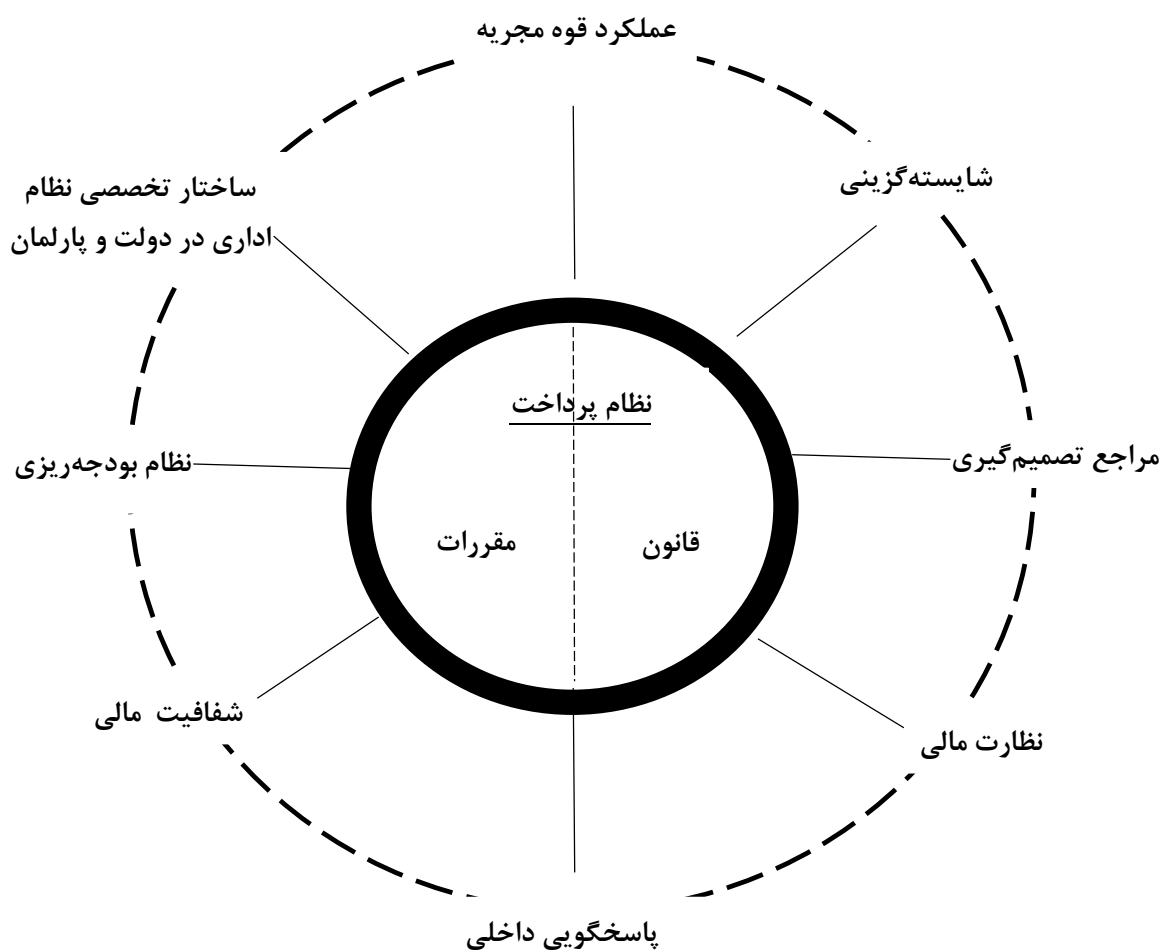 عملکرد قوه مجریه
شایسته‌گزینی
ساختار تخصصی نظام
اداری در دولت و پارلمان
نظام پرداخت
مراجع تصمیم‌گیری
نظام بودجه‌ریزی
قانون
مقررات
شفافیت مالی
نظارت مالی
پاسخگویی داخلی